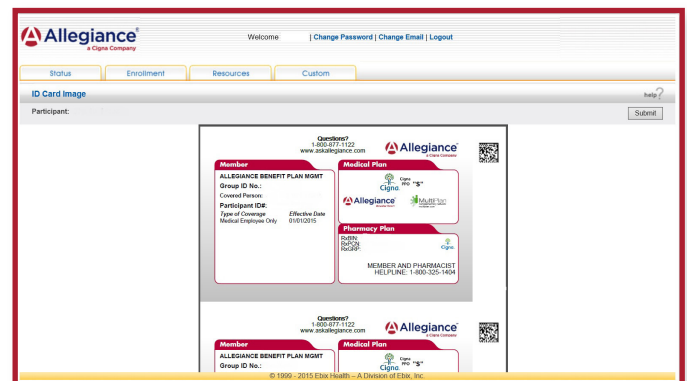 Allegiance®
a Cigna Company
Welcome | Change Password | Change Email | Logout
Status Enrollment Resources Custom
ID Card Image
help?
Participant:
Submit
Questions?
1-800-877-1122
www.askallegiance.com
Allegiance®
a Cigna Company
Member
ALLEGIANCE BENEFIT PLAN MGMT
Group ID No.:
Covered Person:
Participant ID#:
Type of Coverage Effective Date
Medical Employee Only 01/01/2015
Medical Plan
Cigna
Cigna PPO "S"
Allegiance
MultiPlan
Pharmacy Plan
RxBIN:
RxPCN:
RxGRP:
Cigna
MEMBER AND PHARMACIST
HELPLINE: 1-800-325-1404
Questions?
1-800-877-1122
www.askallegiance.com
Allegiance®
a Cigna Company
Member
ALLEGIANCE BENEFIT PLAN MGMT
Group ID No.:
Medical Plan
Cigna
Cigna PPO "S"
© 1999 - 2015 Ebix Health – A Division of Ebix, Inc.